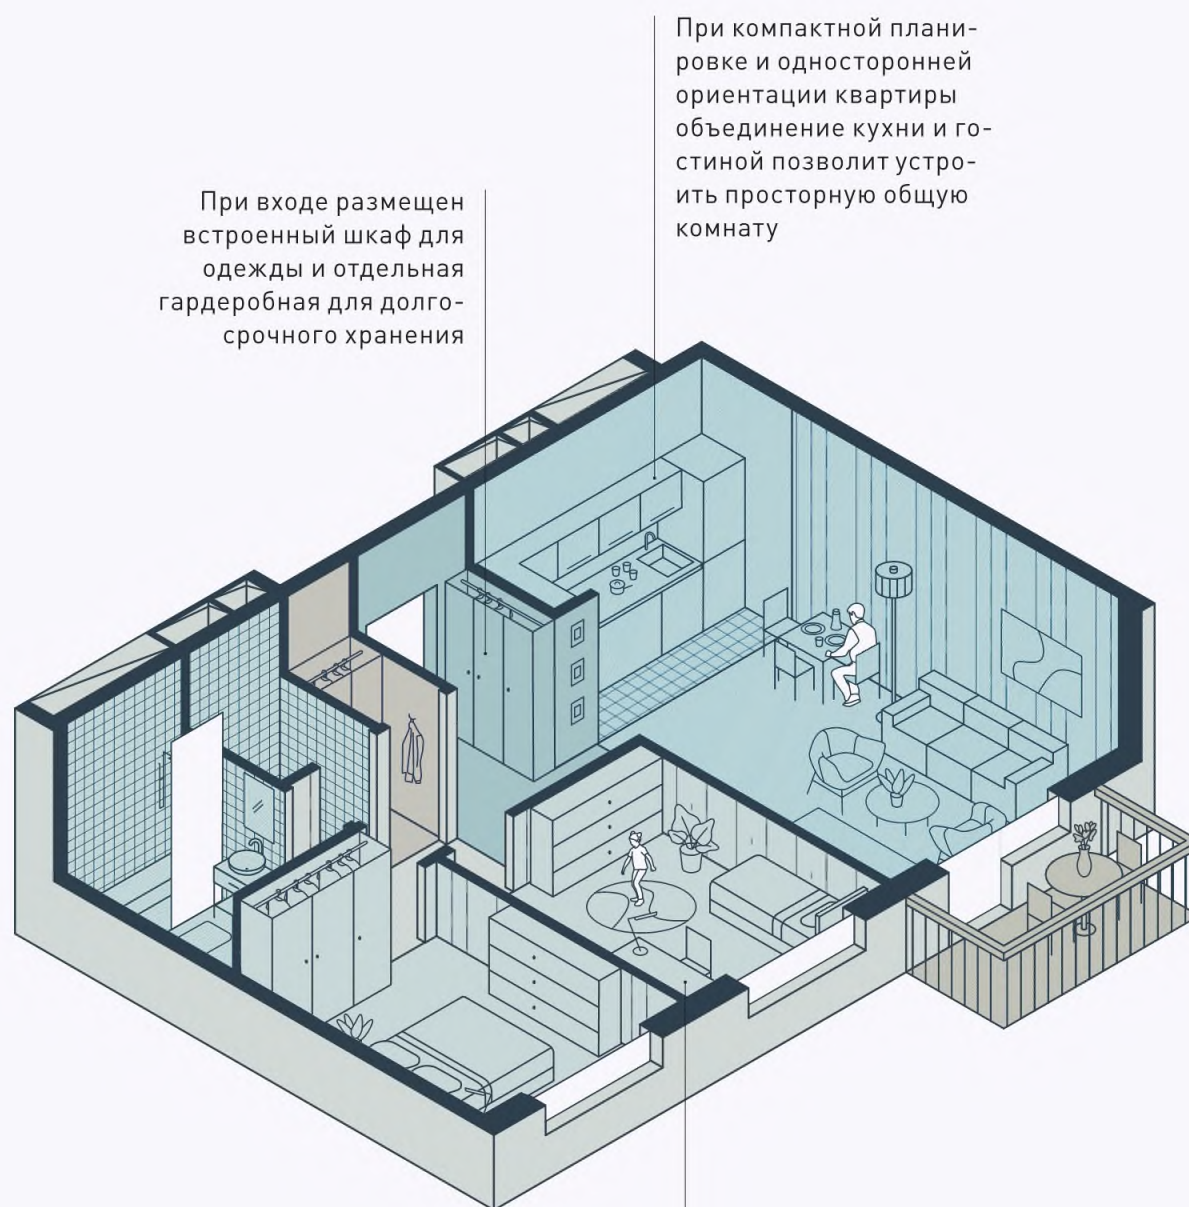 При компактной плани-
ровке и односторонней
ориентации квартиры
объединение кухни и го-
стиной позволит устро-
ить просторную общую
комнату
При входе размещен
встроенный шкаф для
одежды и отдельная
гардеробная для долго-
срочного хранения